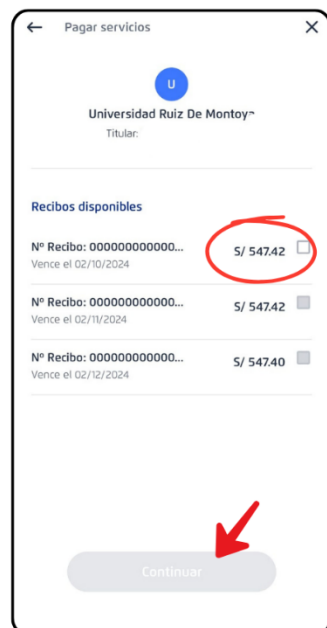 Pagar servicios
U
Universidad Ruiz De Montoy
Titular:
Recibos disponibles
Nº Recibo: 000000000000...
S/ 547.42
Vence el 02/10/2024
Nº Recibo: 000000000000...
S/ 547.42
Vence el 02/11/2024
Nº Recibo: 000000000000...
S/ 547.40
Vence el 02/12/2024
Continuar